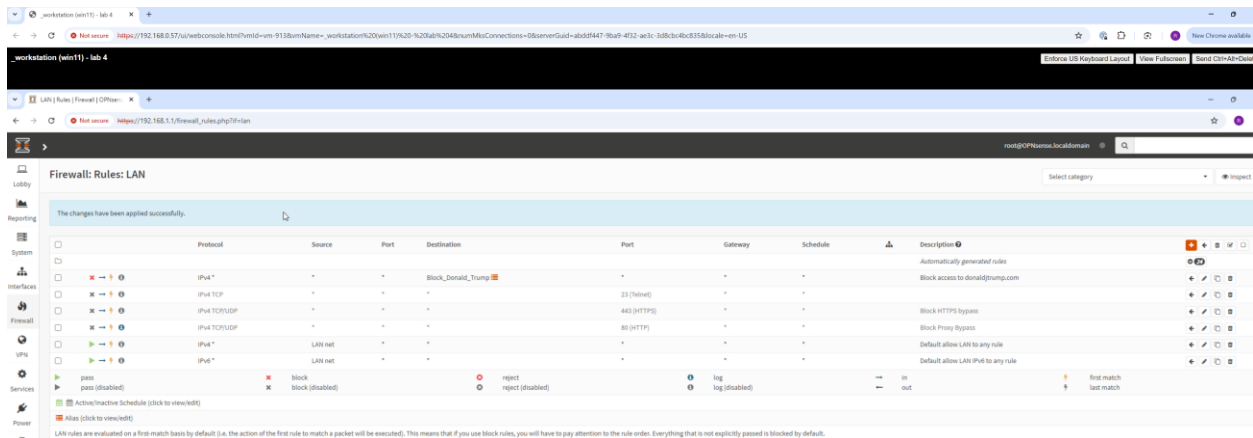 _workstation (win11) - lab 4
Not secure https://192.168.0.57/ui/webconsole.html?vmId=vm-913&vmName=_workstation%20(win11)%20-%20lab%204&numMksConnections=0&serverGuid=abddf447-9ba9-4f32-ae3c-3d8cbc4bc835&locale=en-US New Chrome available
_workstation (win11) - lab 4 Enforce US Keyboard Layout View Fullscreen Send Ctrl+Alt+Delet
LAN | Rules | Firewall | OPNsen
Not secure https://192.168.1.1/firewall_rules.php?if=lan
root@OPNsense.localdomain
Lobby
Reporting
System
Interfaces
Firewall
VPN
Services
Power
Firewall: Rules: LAN Select category Inspect
The changes have been applied successfully.
Protocol Source Port Destination Port Gateway Schedule Description
Automatically generated rules
IPv4 * * * Block_Donald_Trump * * * Block access to donaldjtrump.com
IPv4 TCP * * * 23 (Telnet) * *
IPv4 TCP/UDP * * * 443 (HTTPS) * * Block HTTPS bypass
IPv4 TCP/UDP * * * 80 (HTTP) * * Block Proxy Bypass
IPv4 * LAN net * * * * * Default allow LAN to any rule
IPv6 * LAN net * * * * * Default allow LAN IPv6 to any rule
pass block reject log in first match
pass (disabled) block (disabled) reject (disabled) log (disabled) out last match
Active/Inactive Schedule (click to view/edit)
Alias (click to view/edit)
LAN rules are evaluated on a first-match basis by default (i.e. the action of the first rule to match a packet will be executed). This means that if you use block rules, you will have to pay attention to the rule order. Everything that is not explicitly passed is blocked by default.